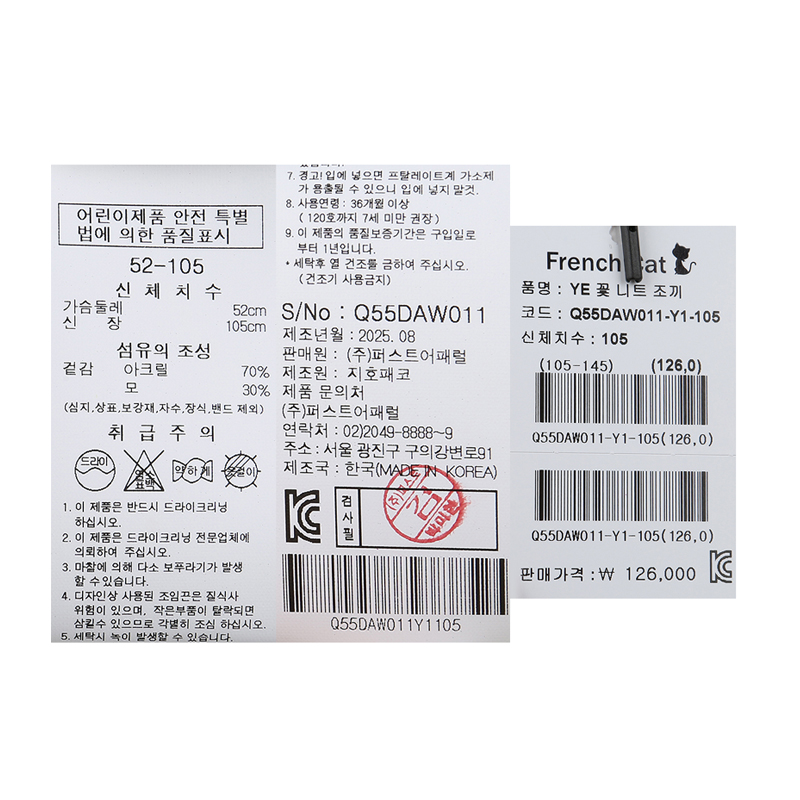 어린이제품 안전 특별
법에 의한 품질표시
52-105
신 체 치 수
가슴둘레 52cm
신 장 105cm
섬유의 조성
겉감 아크릴 70%
모 30%
(심지,상표,보강재,자수,장식,밴드 제외)
취 급 주 의
드라이 염소표백 약하게 옷걸이
1. 이 제품은 반드시 드라이크리닝
하십시오.
2. 이 제품은 드라이크리닝 전문업체에
의뢰하여 주십시오.
3. 마찰에 의해 다소 보푸라기가 발생
할 수있습니다.
4. 디자인상 사용된 조임끈은 질식사
위험이 있으며, 작은부품이 탈락되면
삼킬수 있으므로 각별히 조심 하십시오.
5. 세탁시 녹이 발생할 수 있습니다.
7. 경고! 입에 넣으면 프탈레이트계 가소제
가 용출될 수 있으니 입에 넣지 말것.
8. 사용연령 : 36개월 이상
(120호까지 7세 미만 권장)
9. 이 제품의 품질보증기간은 구입일로
부터 1년입니다.
* 세탁후 열 건조를 금하여 주십시오.
(건조기 사용금지)
S/No : Q55DAW011
제조년월 : 2025. 08
판매원 : (주)퍼스트어패럴
제조원 : 지호패코
제품 문의처
(주)퍼스트어패럴
연락처 : 02)2049-8888~9
주소 : 서울 광진구 구의강변로91
제조국 : 한국(MADE IN KOREA)
검사필
(주)퍼스트
검
Q55DAW011Y1105
French Cat
품명 : YE 꽃 니트 조끼
코드 : Q55DAW011-Y1-105
신체치수 : 105
(105-145) (126,0)
Q55DAW011-Y1-105(126,0)
Q55DAW011-Y1-105(126,0)
판매가격 : ₩ 126,000